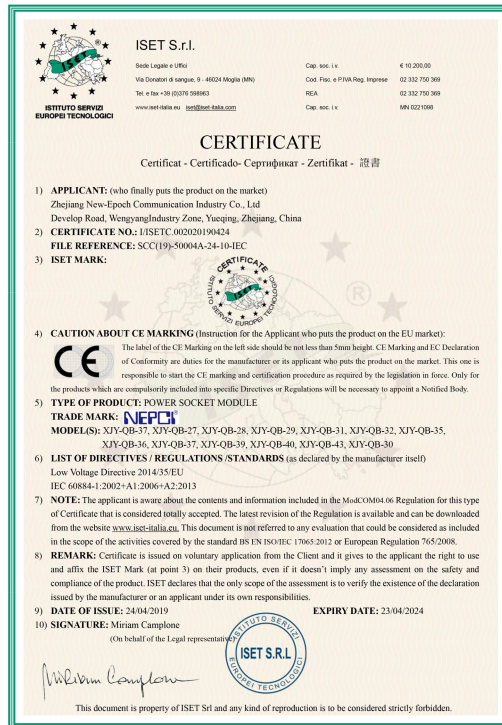 ISET S.r.l.
Sede Legale e Uffici Cap. soc. i.v. € 10.200,00
Via Donatori di sangue, 9 - 46024 Moglia (MN) Cod. Fisc. e P.IVA Reg. Imprese 02 332 750 369
Tel. e fax +39 (0)376 598963 REA 02 332 750 369
www.iset-italia.eu iset@iset-italia.com Cap. soc. i.v. MN 0221098
ISET
ISTITUTO SERVIZI
EUROPEI TECNOLOGICI
CERTIFICATE
Certificat - Certificado- Сертификат - Zertifikat - 證書
1) APPLICANT: (who finally puts the product on the market)
Zhejiang New-Epoch Communication Industry Co., Ltd
Develop Road, WengyangIndustry Zone, Yueqing, Zhejiang, China
2) CERTIFICATE NO.: I/ISETC.002020190424
FILE REFERENCE: SCC(19)-50004A-24-10-IEC
3) ISET MARK:
CERTIFICATE
ISET
ISTITUTO SERVIZI EUROPEI TECNOLOGICI
4) CAUTION ABOUT CE MARKING (Instruction for the Applicant who puts the product on the EU market):
CE
The label of the CE Marking on the left side should be not less than 5mm height. CE Marking and EC Declaration
of Conformity are duties for the manufacturer or its applicant who puts the product on the market. This one is
responsible to start the CE marking and certification procedure as required by the legislation in force. Only for
the products which are compulsorily included into specific Directives or Regulations will be necessary to appoint a Notified Body.
5) TYPE OF PRODUCT: POWER SOCKET MODULE
TRADE MARK: NEPCI®
MODEL(S): XJY-QB-37, XJY-QB-27, XJY-QB-28, XJY-QB-29, XJY-QB-31, XJY-QB-32, XJY-QB-35,
XJY-QB-36, XJY-QB-37, XJY-QB-39, XJY-QB-40, XJY-QB-43, XJY-QB-30
6) LIST OF DIRECTIVES / REGULATIONS /STANDARDS (as declared by the manufacturer itself)
Low Voltage Directive 2014/35/EU
IEC 60884-1:2002+A1:2006+A2:2013
7) NOTE: The applicant is aware about the contents and information included in the ModCOM04.06 Regulation for this type
of Certificate that is considered totally accepted. The latest revision of the Regulation is available and can be downloaded
from the website www.iset-italia.eu. This document is not referred to any evaluation that could be considered as included
in the scope of the activities covered by the standard BS EN ISO/IEC 17065:2012 or European Regulation 765/2008.
8) REMARK: Certificate is issued on voluntary application from the Client and it gives to the applicant the right to use
and affix the ISET Mark (at point 3) on their products, even if it doesn't imply any assessment on the safety and
compliance of the product. ISET declares that the only scope of the assessment is to verify the existence of the declaration
issued by the manufacturer or an applicant under its own responsibilities.
9) DATE OF ISSUE: 24/04/2019 EXPIRY DATE: 23/04/2024
10) SIGNATURE: Miriam Camplone
(On behalf of the Legal representative)
ISTITUTO SERVIZI
ISET S.R.L
EUROPEI TECNOLOGICI
Miriam Camplone
This document is property of ISET Srl and any kind of reproduction is to be considered strictly forbidden.